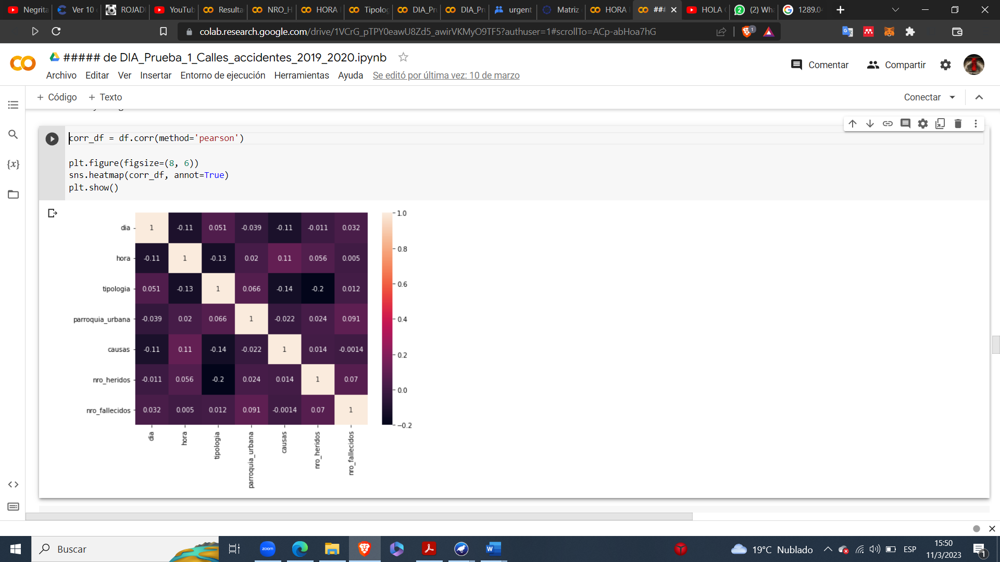 Negrita
Ver 10
ROJAD
YouTub
Resulta
NRO_H
HORA
Tipolog
DIA_Pru
DIA_Pru
urgent
Matriz
HORA
###
HOLA
(2) Wha
1289.04
colab.research.google.com/drive/1VCrG_pTPY0eawU8Zd5_awirVKMyO9TF5?authuser=1#scrollTo=ACp-abHoa7hG
1
##### de DIA_Prueba_1_Calles_accidentes_2019_2020.ipynb
Comentar
Compartir
Archivo Editar Ver Insertar Entorno de ejecución Herramientas Ayuda Se editó por última vez: 10 de marzo
+ Código + Texto
Conectar
{x}
corr_df = df.corr(method='pearson')
plt.figure(figsize=(8, 6))
sns.heatmap(corr_df, annot=True)
plt.show()
dia 1 -0.11 0.051 -0.039 -0.11 -0.011 0.032
hora -0.11 1 -0.13 0.02 0.11 0.056 0.005
tipologia 0.051 -0.13 1 0.066 -0.14 -0.2 0.012
parroquia_urbana -0.039 0.02 0.066 1 -0.022 0.024 0.091
causas -0.11 0.11 -0.14 -0.022 1 0.014 -0.0014
nro_heridos -0.011 0.056 -0.2 0.024 0.014 1 0.07
nro_fallecidos 0.032 0.005 0.012 0.091 -0.0014 0.07 1
dia
hora
tipologia
parroquia_urbana
causas
nro_heridos
nro_fallecidos
1.0
0.8
0.6
0.4
0.2
0.0
−0.2
Buscar
zoom
19°C Nublado
ESP
15:50
11/3/2023
1